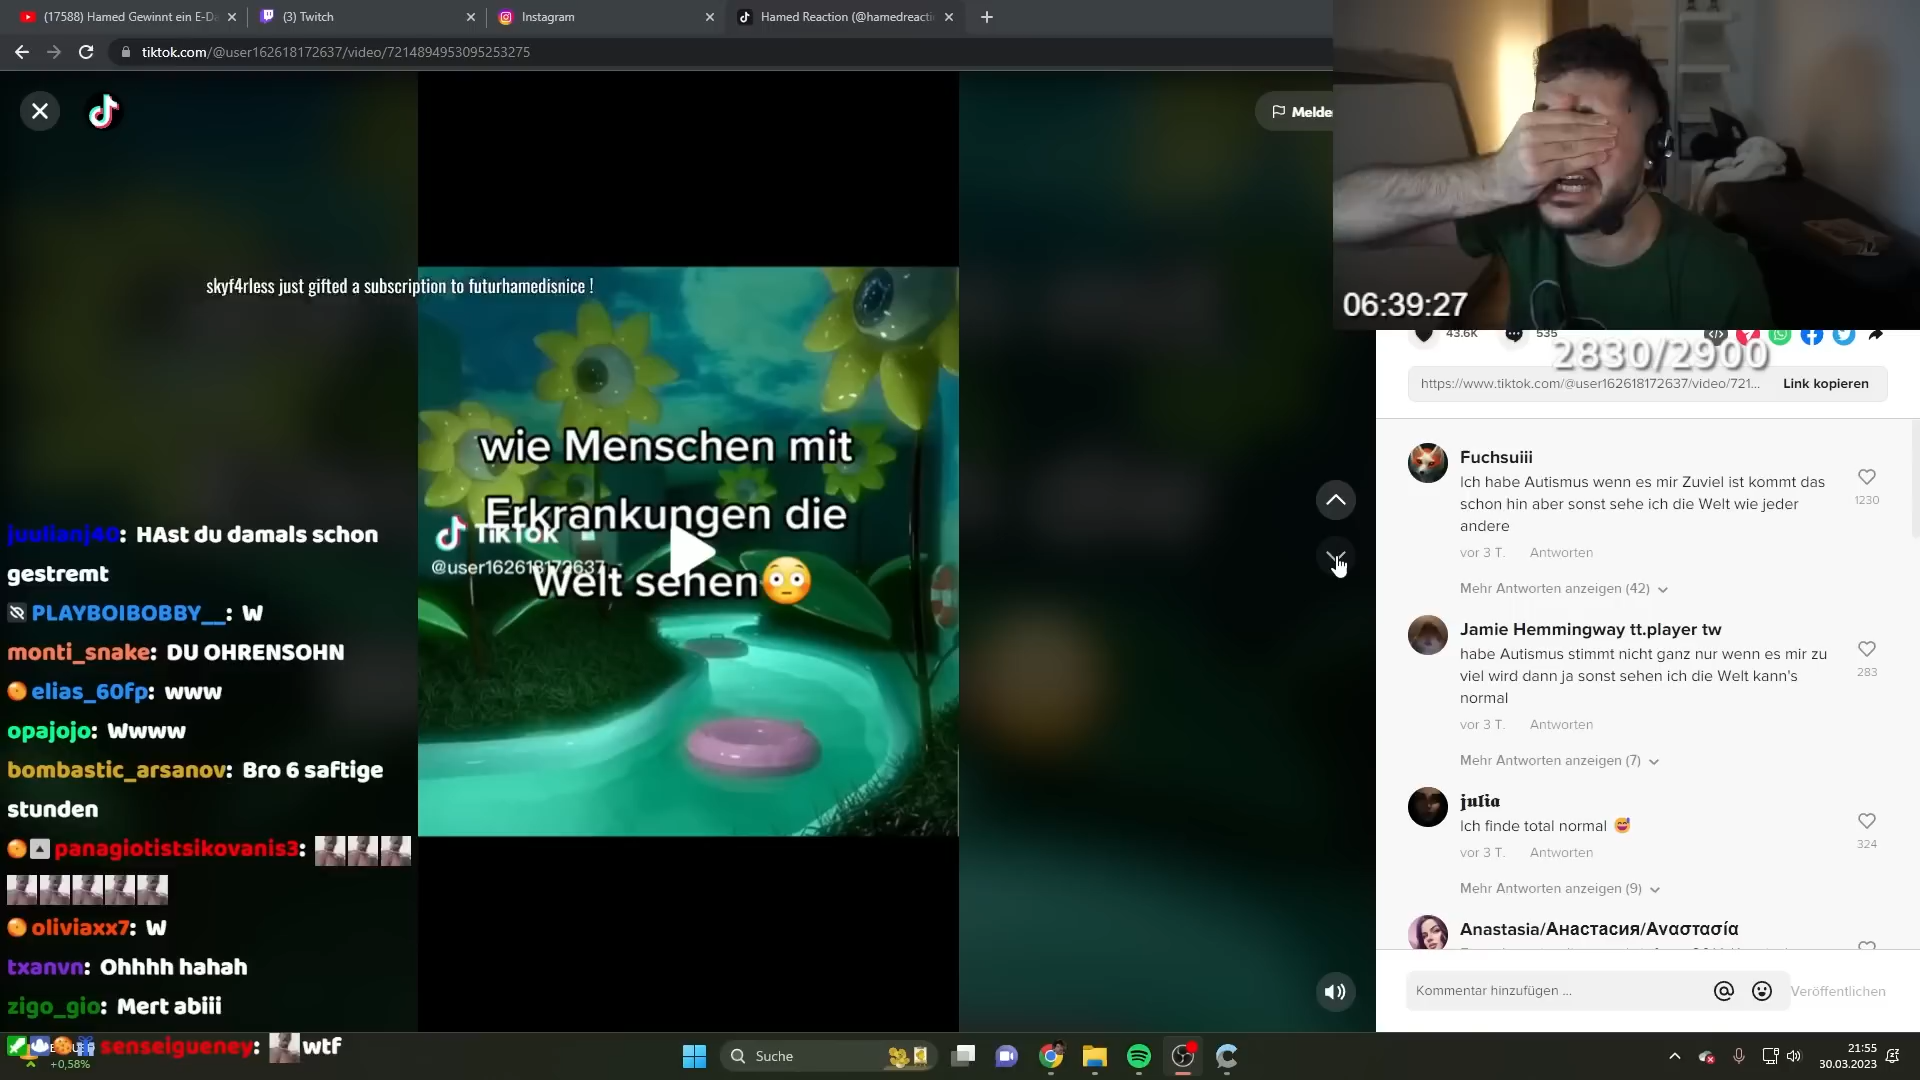 (17588) Hamed Gewinnt ein E-Da
(3) Twitch
Instagram
Hamed Reaction (@hamedreacti
tiktok.com/@user162618172637/video/7214894953095253275
Melde
skyf4rless just gifted a subscription to futurhamedisnice !
wie Menschen mit
Erkrankungen die
Welt sehen😳
TikTok
@user162618172637
juulianj40: HAst du damals schon
gestremt
PLAYBOIBOBBY__: W
monti_snake: DU OHRENSOHN
elias_60fp: www
opajojo: Wwww
bombastic_arsanov: Bro 6 saftige
stunden
panagiotistsikovanis3:
oliviaxx7: W
txanvn: Ohhhh hahah
zigo_gio: Mert abiii
senseigueney: wtf
+0,58%
06:39:27
2830/2900
43.6K
535
https://www.tiktok.com/@user162618172637/video/721...
Link kopieren
Fuchsuiii
Ich habe Autismus wenn es mir Zuviel ist kommt das
schon hin aber sonst sehe ich die Welt wie jeder
andere
1230
vor 3 T. Antworten
Mehr Antworten anzeigen (42)
Jamie Hemmingway tt.player tw
habe Autismus stimmt nicht ganz nur wenn es mir zu
viel wird dann ja sonst sehen ich die Welt kann's
normal
283
vor 3 T. Antworten
Mehr Antworten anzeigen (7)
𝖏𝖚𝖑𝖎𝖆
Ich finde total normal 😅
324
vor 3 T. Antworten
Mehr Antworten anzeigen (9)
Anastasia/Анастасия/Αναστασία
Kommentar hinzufügen ...
Veröffentlichen
Suche
21:55
30.03.2023